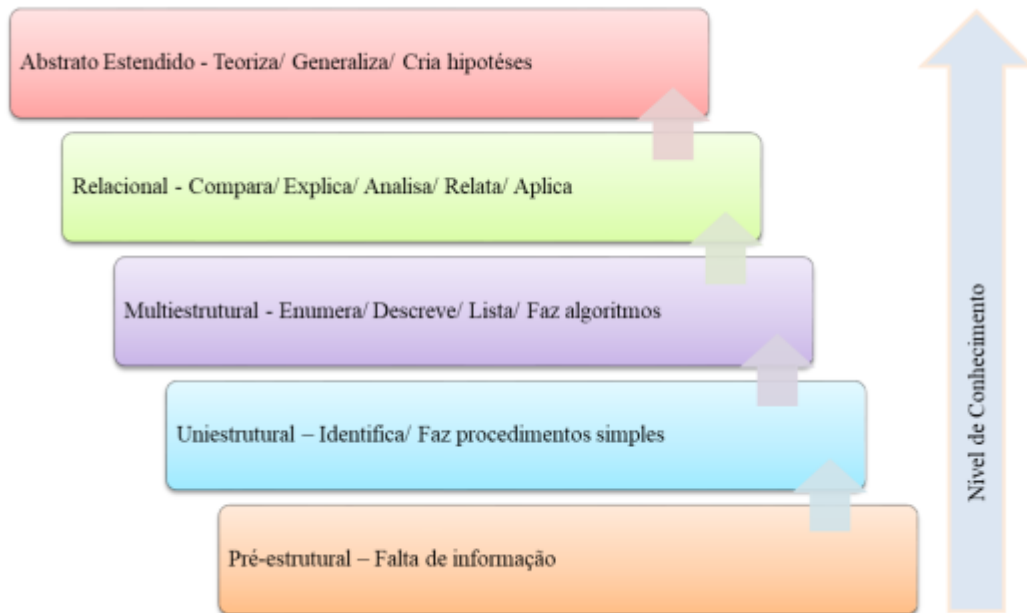 Abstrato Estendido - Teoriza/ Generaliza/ Cria hipotéses
Relacional - Compara/ Explica/ Analisa/ Relata/ Aplica
Multiestrutural - Enumera/ Descreve/ Lista/ Faz algoritmos
Uniestrutural – Identifica/ Faz procedimentos simples
Pré-estrutural – Falta de informação
Nivel de Conhecimento